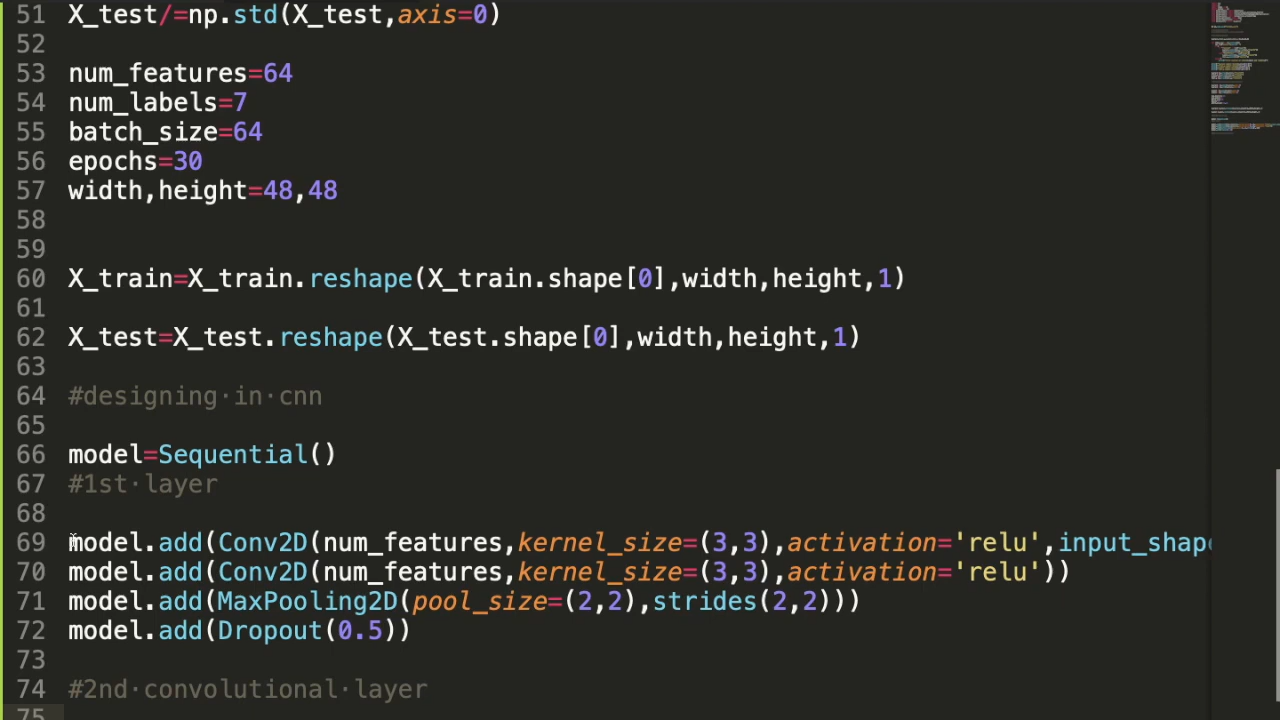 51 X_test/=np.std(X_test,axis=0)
52
53 num_features=64
54 num_labels=7
55 batch_size=64
56 epochs=30
57 width,height=48,48
58
59
60 X_train=X_train.reshape(X_train.shape[0],width,height,1)
61
62 X_test=X_test.reshape(X_test.shape[0],width,height,1)
63
64 #designing·in·cnn
65
66 model=Sequential()
67 #1st·layer
68
69 model.add(Conv2D(num_features,kernel_size=(3,3),activation='relu',input_shap
70 model.add(Conv2D(num_features,kernel_size=(3,3),activation='relu'))
71 model.add(MaxPooling2D(pool_size=(2,2),strides(2,2)))
72 model.add(Dropout(0.5))
73
74 #2nd·convolutional·layer
75